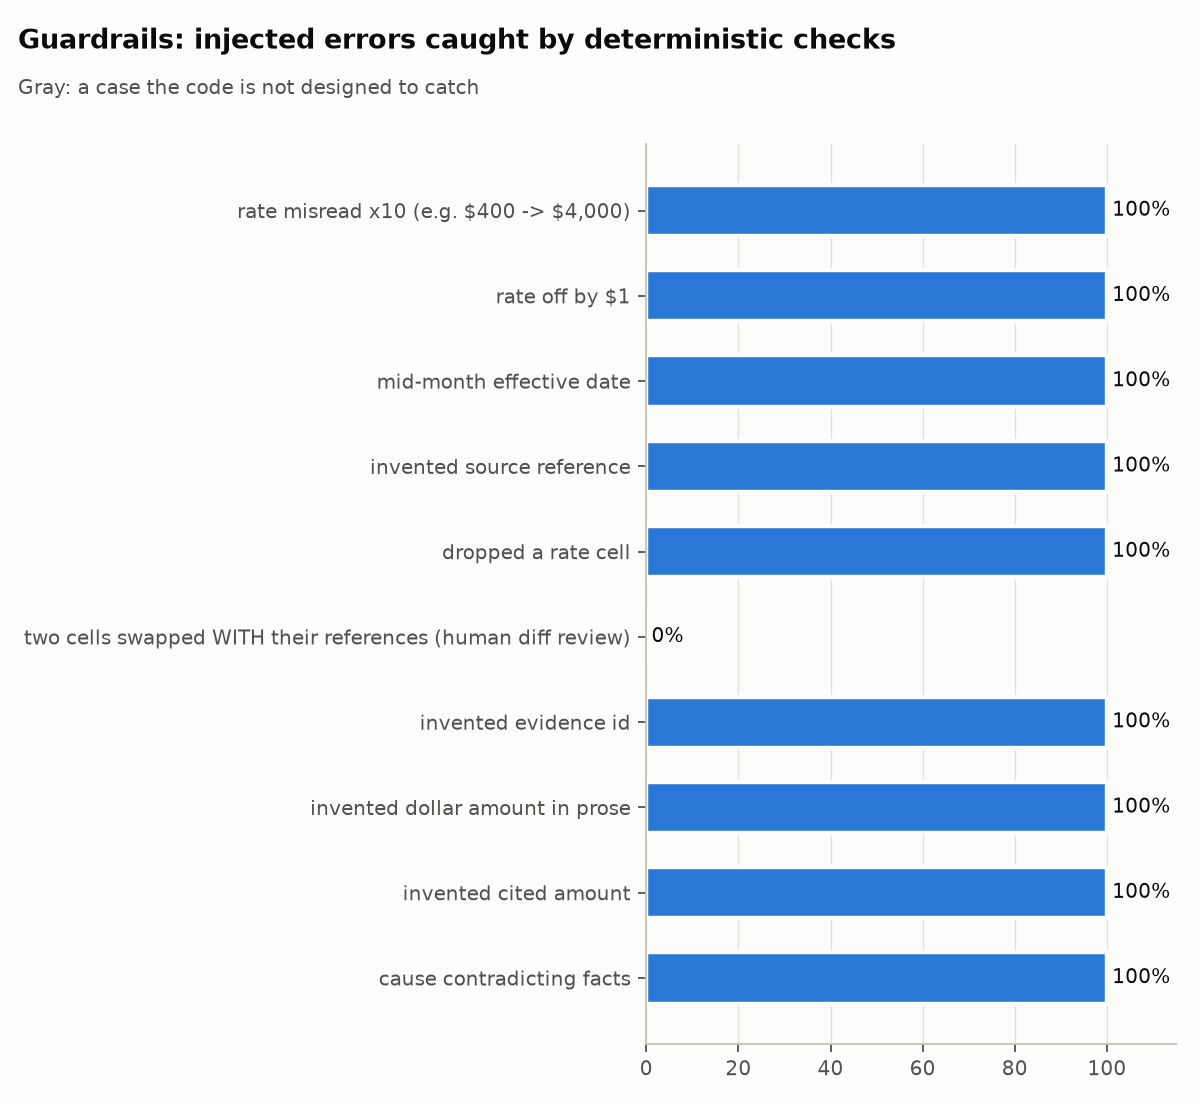 Guardrails: injected errors caught by deterministic checks
Gray: a case the code is not designed to catch
rate misread x10 (e.g. $400 -> $4,000) 100%
rate off by $1 100%
mid-month effective date 100%
invented source reference 100%
dropped a rate cell 100%
two cells swapped WITH their references (human diff review) 0%
invented evidence id 100%
invented dollar amount in prose 100%
invented cited amount 100%
cause contradicting facts 100%
0 20 40 60 80 100